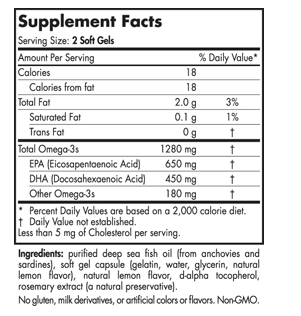 Supplement Facts
Serving Size: 2 Soft Gels
Amount Per Serving % Daily Value*
Calories 18
Calories from fat 18
Total Fat 2.0 g 3%
Saturated Fat 0.1 g 1%
Trans Fat 0 g †
Total Omega-3s 1280 mg †
EPA (Eicosapentaenoic Acid) 650 mg †
DHA (Docosahexaenoic Acid) 450 mg †
Other Omega-3s 180 mg †
* Percent Daily Values are based on a 2,000 calorie diet.
† Daily Value not established.
Less than 5 mg of Cholesterol per serving.
Ingredients: purified deep sea fish oil (from anchovies and
sardines), soft gel capsule (gelatin, water, glycerin, natural
lemon flavor), natural lemon flavor, d-alpha tocopherol,
rosemary extract (a natural preservative).
No gluten, milk derivatives, or artificial colors or flavors. Non-GMO.